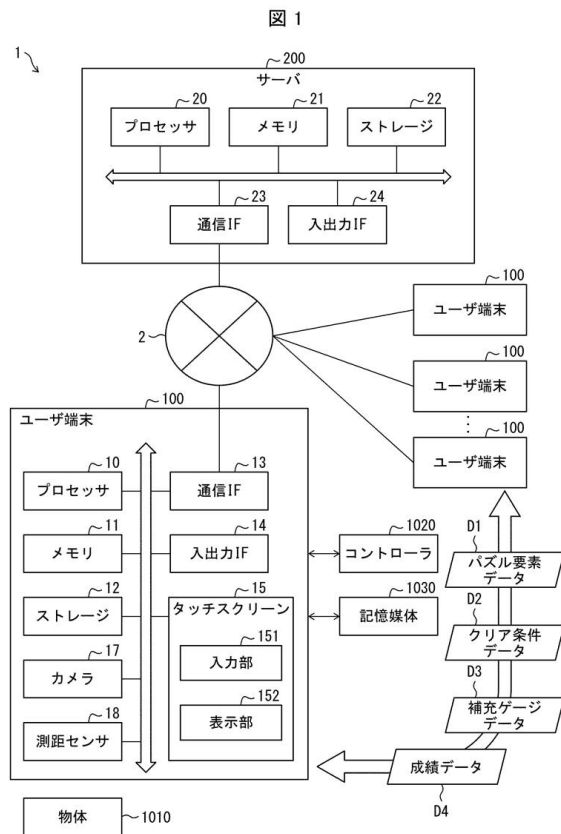 図1
1
200
サーバ
20
21
22
プロセッサ
メモリ
ストレージ
23
24
通信IF
入出力IF
2
100
ユーザ端末
100
ユーザ端末
⋮
100
ユーザ端末
100
ユーザ端末
10
13
プロセッサ
通信IF
11
14
メモリ
入出力IF
1020
コントローラ
12
15
ストレージ
タッチスクリーン
1030
記憶媒体
151
入力部
17
カメラ
152
表示部
18
測距センサ
D1
パズル要素
データ
D2
クリア条件
データ
D3
補充ゲージ
データ
成績データ
D4
物体
1010